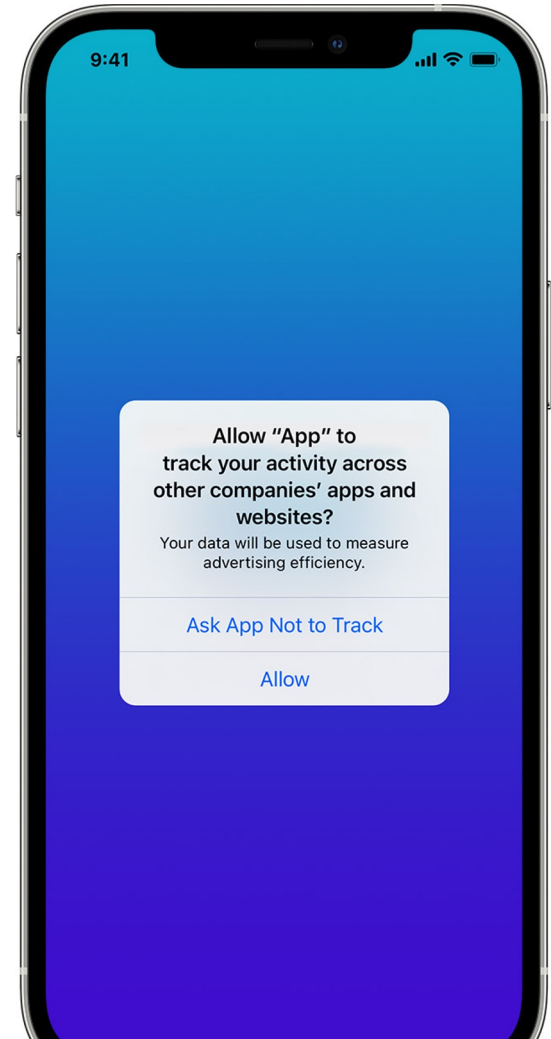 9:41
Allow “App” to
track your activity across
other companies’ apps and
websites?
Your data will be used to measure
advertising efficiency.
Ask App Not to Track
Allow